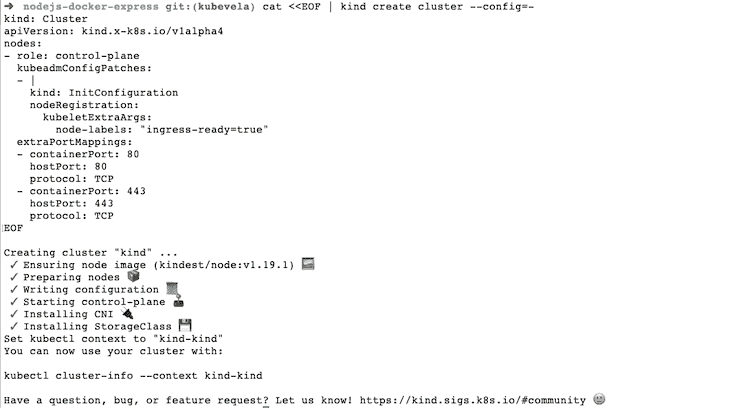 ➜ nodejs-docker-express git:(kubevela) cat <<EOF | kind create cluster --config=-
kind: Cluster
apiVersion: kind.x-k8s.io/v1alpha4
nodes:
- role: control-plane
  kubeadmConfigPatches:
  - |
    kind: InitConfiguration
    nodeRegistration:
      kubeletExtraArgs:
        node-labels: "ingress-ready=true"
  extraPortMappings:
  - containerPort: 80
    hostPort: 80
    protocol: TCP
  - containerPort: 443
    hostPort: 443
    protocol: TCP
EOF
Creating cluster "kind" ...
 ✓ Ensuring node image (kindest/node:v1.19.1) 🖼
 ✓ Preparing nodes 📦
 ✓ Writing configuration 📜
 ✓ Starting control-plane 🕹️
 ✓ Installing CNI 🔌
 ✓ Installing StorageClass 💾
Set kubectl context to "kind-kind"
You can now use your cluster with:
kubectl cluster-info --context kind-kind
Have a question, bug, or feature request? Let us know! https://kind.sigs.k8s.io/#community 🙂